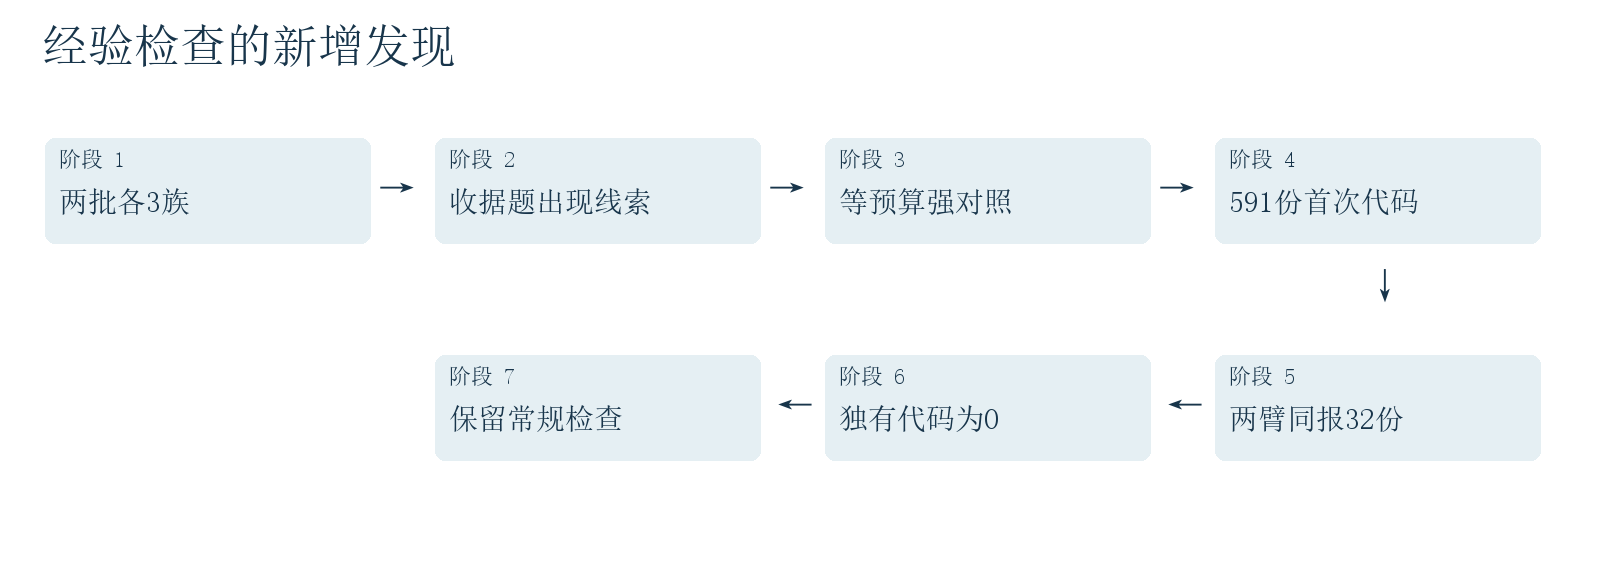 经验检查的新增发现
阶段 1
两批各3族
阶段 2
收据题出现线索
阶段 3
等预算强对照
阶段 4
591份首次代码
阶段 5
两臂同报32份
阶段 6
独有代码为0
阶段 7
保留常规检查